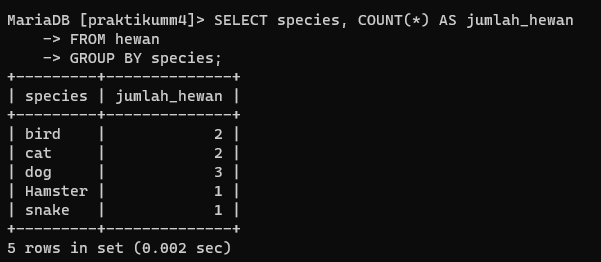 MariaDB [praktikumm4]> SELECT species, COUNT(*) AS jumlah_hewan
    -> FROM hewan
    -> GROUP BY species;
+---------+--------------+
| species | jumlah_hewan |
+---------+--------------+
| bird    |            2 |
| cat     |            2 |
| dog     |            3 |
| Hamster |            1 |
| snake   |            1 |
+---------+--------------+
5 rows in set (0.002 sec)